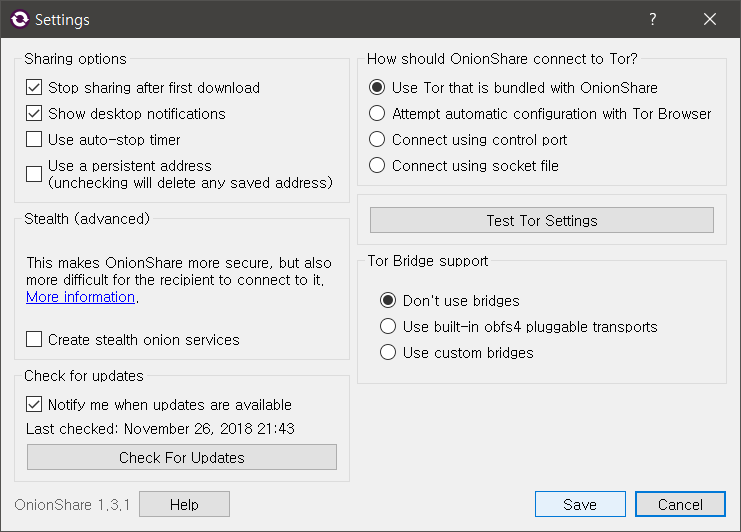 Settings
?
Sharing options
Stop sharing after first download
Show desktop notifications
Use auto-stop timer
Use a persistent address
(unchecking will delete any saved address)
Stealth (advanced)
This makes OnionShare more secure, but also
more difficult for the recipient to connect to it.
More information.
Create stealth onion services
Check for updates
Notify me when updates are available
Last checked: November 26, 2018 21:43
Check For Updates
How should OnionShare connect to Tor?
Use Tor that is bundled with OnionShare
Attempt automatic configuration with Tor Browser
Connect using control port
Connect using socket file
Test Tor Settings
Tor Bridge support
Don't use bridges
Use built-in obfs4 pluggable transports
Use custom bridges
OnionShare 1.3.1
Help
Save
Cancel